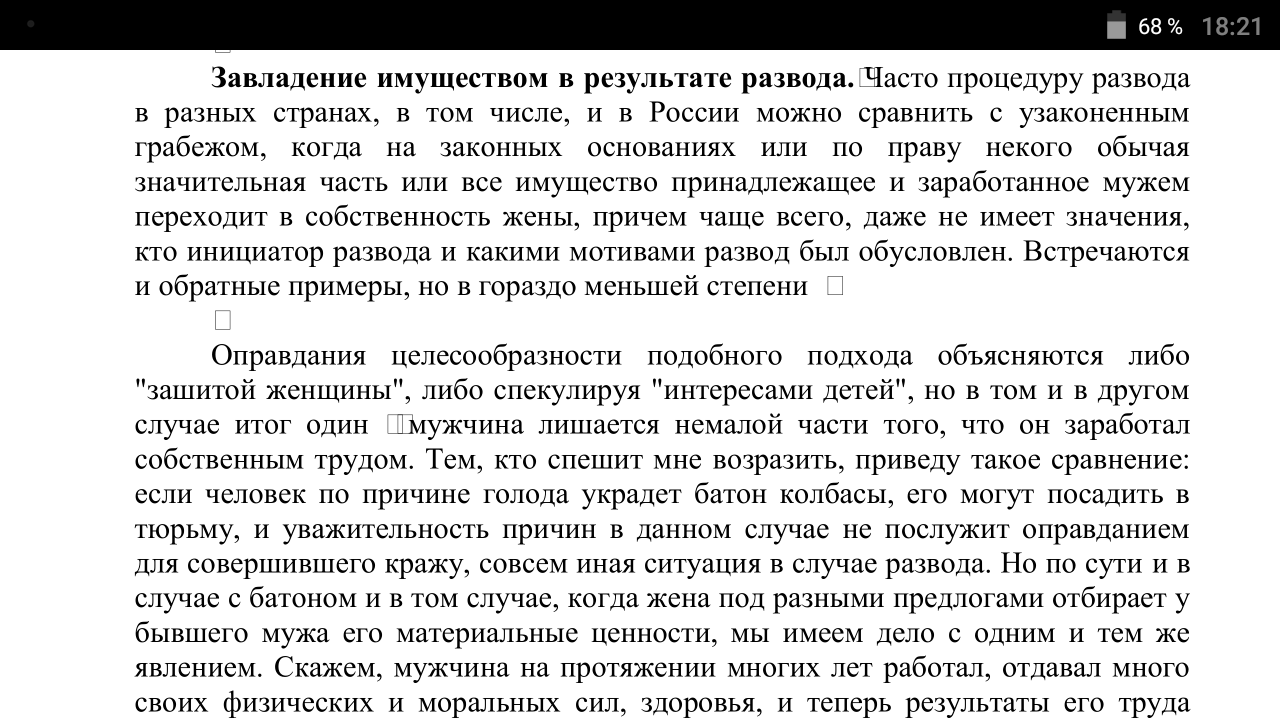 68 % 18:21
Завладение имуществом в результате развода. Часто процедуру развода
в разных странах, в том числе, и в России можно сравнить с узаконенным
грабежом, когда на законных основаниях или по праву некого обычая
значительная часть или все имущество принадлежащее и заработанное мужем
переходит в собственность жены, причем чаще всего, даже не имеет значения,
кто инициатор развода и какими мотивами развод был обусловлен. Встречаются
и обратные примеры, но в гораздо меньшей степени
Оправдания целесообразности подобного подхода объясняются либо
"зашитой женщины", либо спекулируя "интересами детей", но в том и в другом
случае итог один мужчина лишается немалой части того, что он заработал
собственным трудом. Тем, кто спешит мне возразить, приведу такое сравнение:
если человек по причине голода украдет батон колбасы, его могут посадить в
тюрьму, и уважительность причин в данном случае не послужит оправданием
для совершившего кражу, совсем иная ситуация в случае развода. Но по сути и в
случае с батоном и в том случае, когда жена под разными предлогами отбирает у
бывшего мужа его материальные ценности, мы имеем дело с одним и тем же
явлением. Скажем, мужчина на протяжении многих лет работал, отдавал много
своих физических и моральных сил, здоровья, и теперь результаты его труда